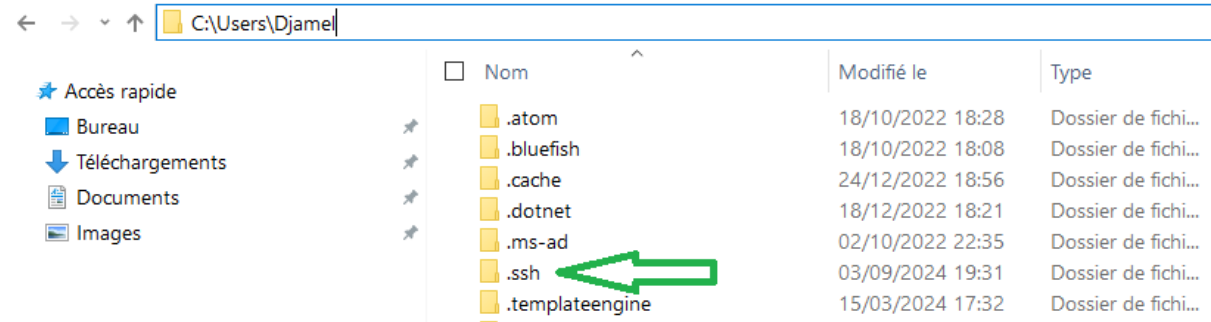 C:\Users\Djamel
Nom Modifié le Type
Accès rapide
Bureau
Téléchargements
Documents
Images
.atom 18/10/2022 18:28 Dossier de fichi...
.bluefish 18/10/2022 18:08 Dossier de fichi...
.cache 24/12/2022 18:56 Dossier de fichi...
.dotnet 18/12/2022 18:21 Dossier de fichi...
.ms-ad 02/10/2022 22:35 Dossier de fichi...
.ssh 03/09/2024 19:31 Dossier de fichi...
.templateengine 15/03/2024 17:32 Dossier de fichi...